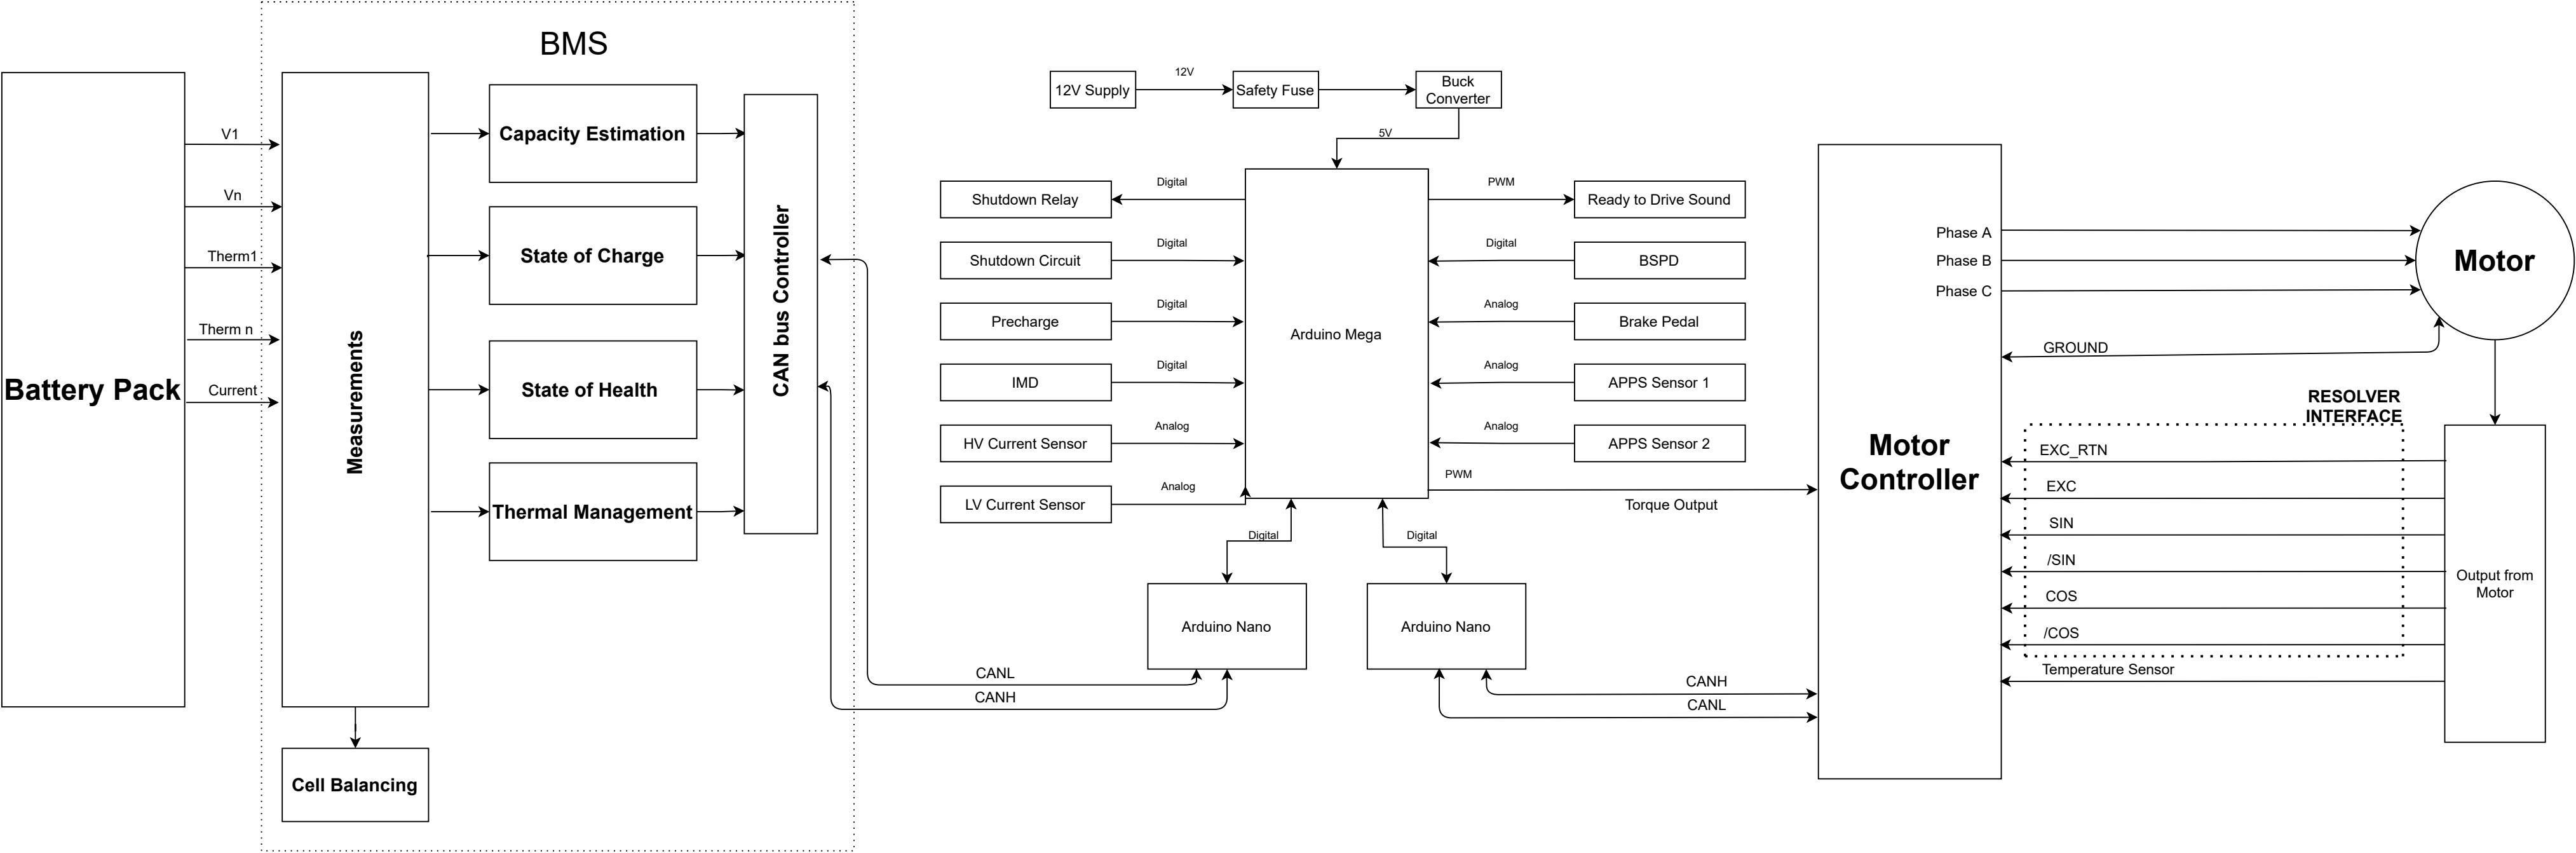 BMS
Battery Pack
V1
Vn
Therm1
Therm n
Current
Measurements
Capacity Estimation
State of Charge
State of Health
Thermal Management
Cell Balancing
CAN bus Controller
CANL
CANH
12V Supply
12V
Safety Fuse
Buck
Converter
5V
Shutdown Relay
Digital
Shutdown Circuit
Digital
Precharge
Digital
IMD
Digital
HV Current Sensor
Analog
LV Current Sensor
Analog
Arduino Mega
PWM
Ready to Drive Sound
Digital
BSPD
Analog
Brake Pedal
Analog
APPS Sensor 1
Analog
APPS Sensor 2
PWM
Torque Output
Digital
Digital
Arduino Nano
Arduino Nano
CANH
CANL
Motor
Controller
Phase A
Phase B
Phase C
GROUND
Motor
RESOLVER
INTERFACE
EXC_RTN
EXC
SIN
/SIN
COS
/COS
Temperature Sensor
Output from
Motor